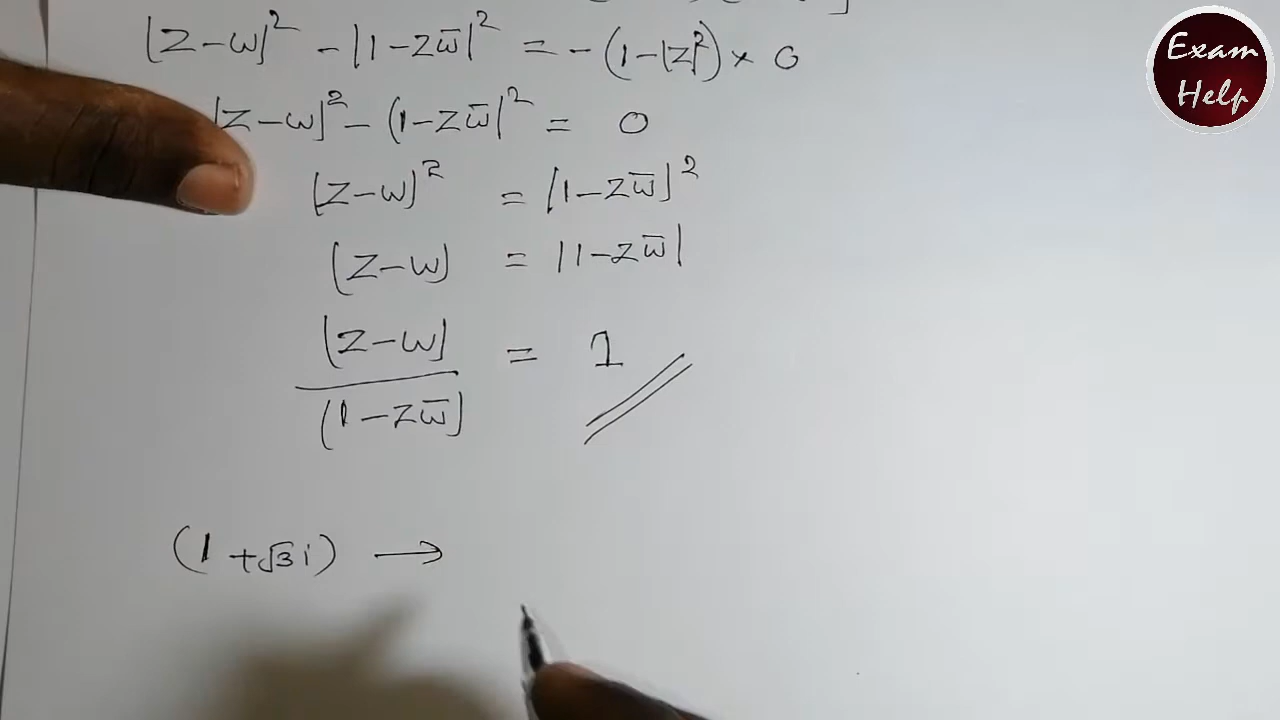 |z-w|² - |1-zw̅|² = -(1-|z|²) × 0
|z-w|² - |1-zw̅|² = 0
|z-w|² = |1-zw̅|²
|z-w| = |1-zw̅|
|z-w| / |1-zw̅| = 1
(1+√3i) →
Exam
Help